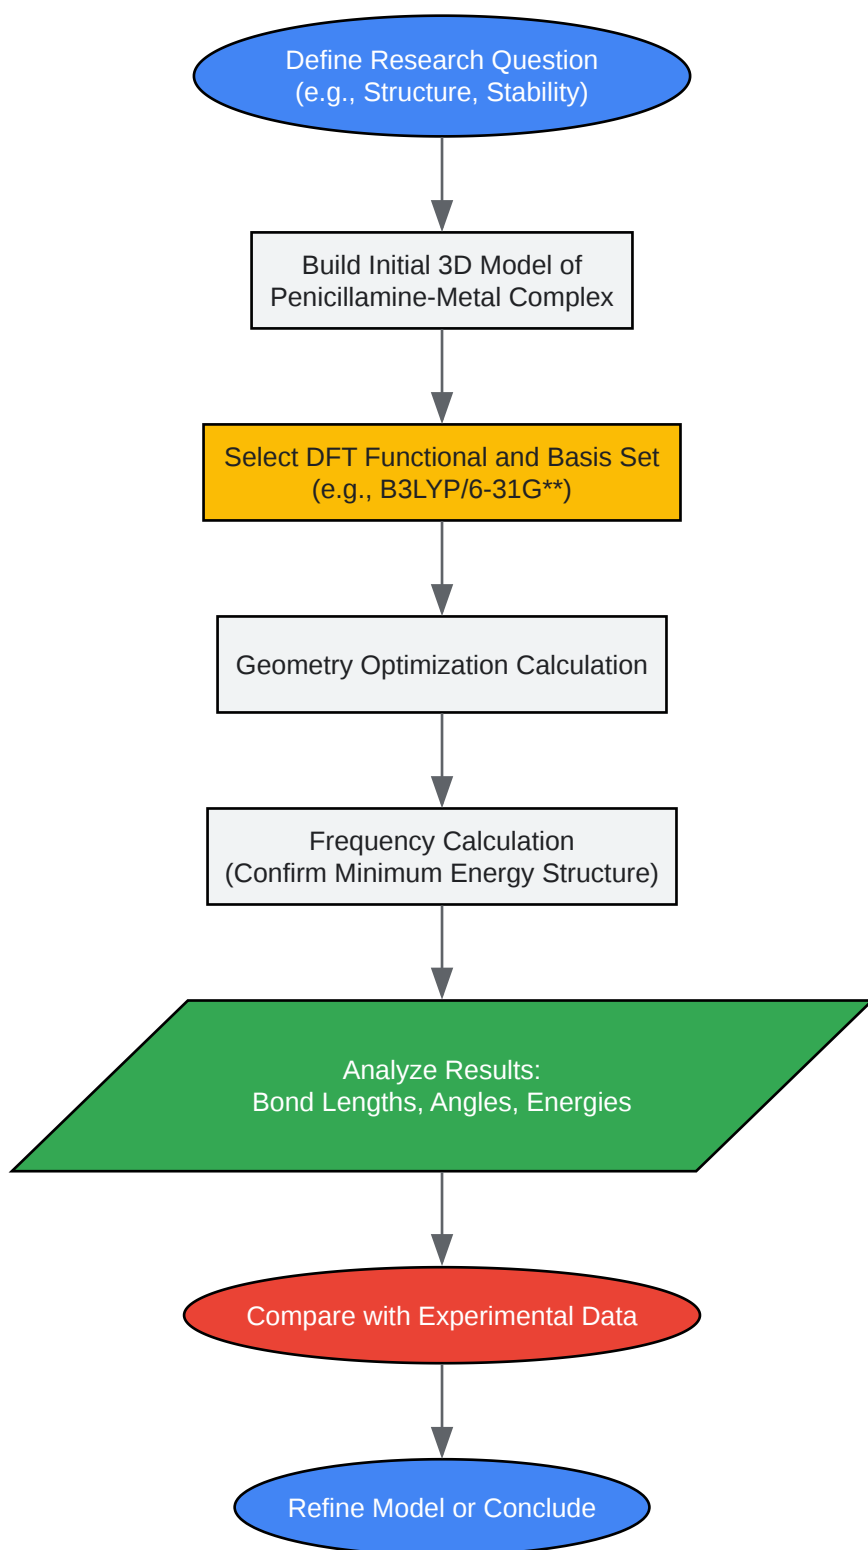 Define Research Question
(e.g., Structure, Stability)
Build Initial 3D Model of
Penicillamine-Metal Complex
Select DFT Functional and Basis Set
(e.g., B3LYP/6-31G**)
Geometry Optimization Calculation
Frequency Calculation
(Confirm Minimum Energy Structure)
Analyze Results:
Bond Lengths, Angles, Energies
Compare with Experimental Data
Refine Model or Conclude